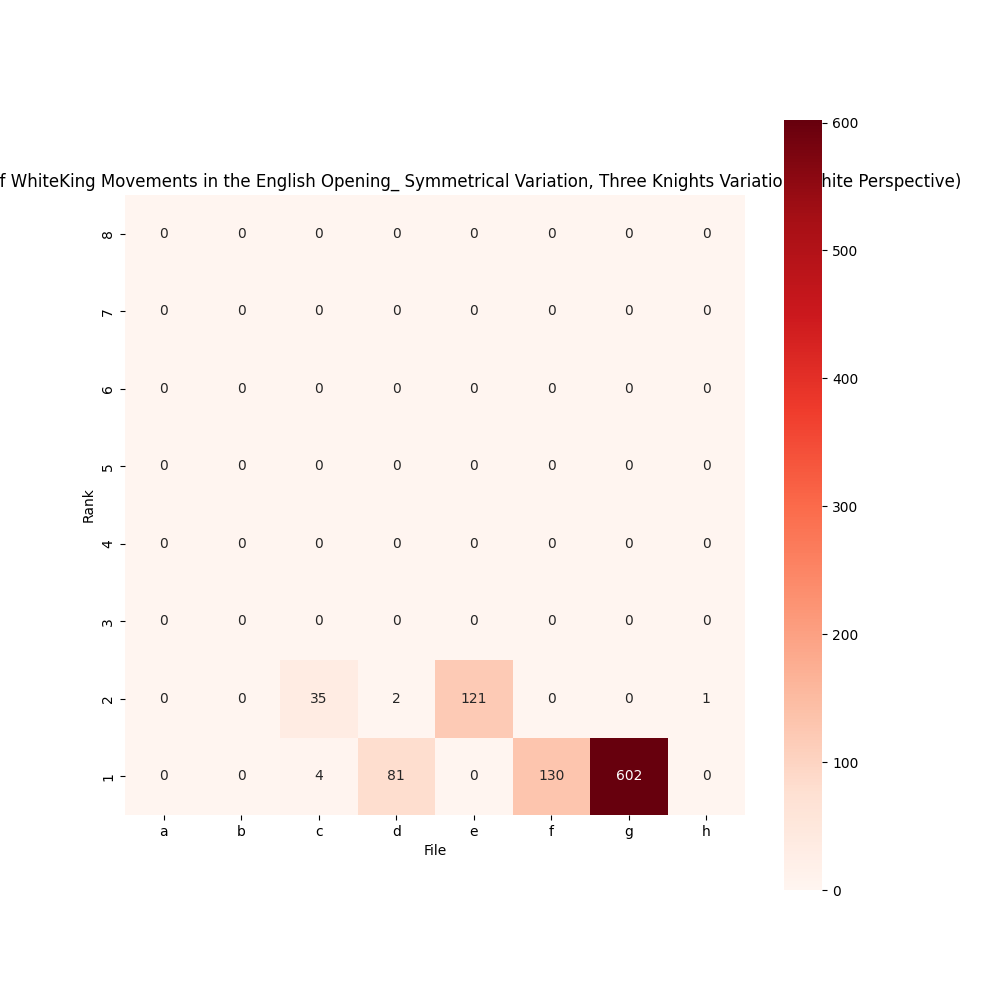 f WhiteKing Movements in the English Opening_ Symmetrical Variation, Three Knights Variatio hite Perspective)
Rank
8 0 0 0 0 0 0 0 0
7 0 0 0 0 0 0 0 0
6 0 0 0 0 0 0 0 0
5 0 0 0 0 0 0 0 0
4 0 0 0 0 0 0 0 0
3 0 0 0 0 0 0 0 0
2 0 0 35 2 121 0 0 1
1 0 0 4 81 0 130 602 0
a b c d e f g h
File
600
500
400
300
200
100
0